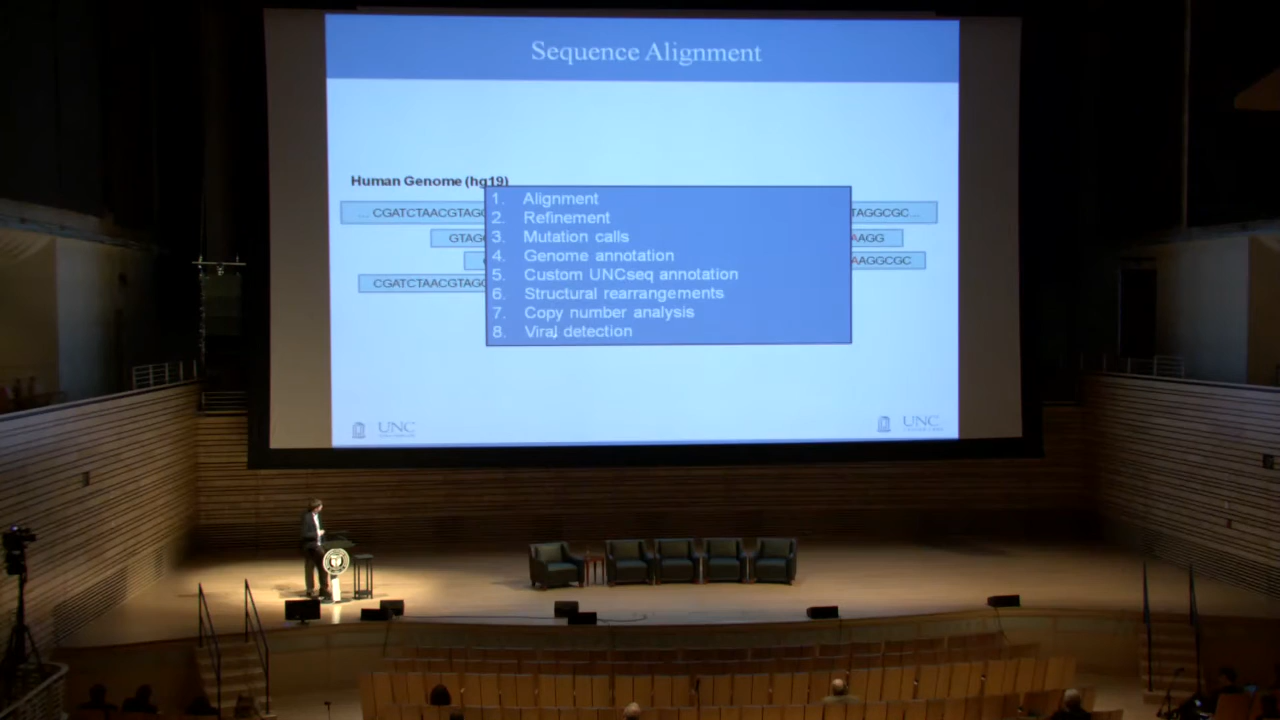 Sequence Alignment
Human Genome (hg19)
... CGATCTAACGTAGC
TAGGCGC...
GTAG
AAGG
AAGGCGC
CGATCTAACGTAGC
1. Alignment
2. Refinement
3. Mutation calls
4. Genome annotation
5. Custom UNCseq annotation
6. Structural rearrangements
7. Copy number analysis
8. Viral detection
UNC
UNC